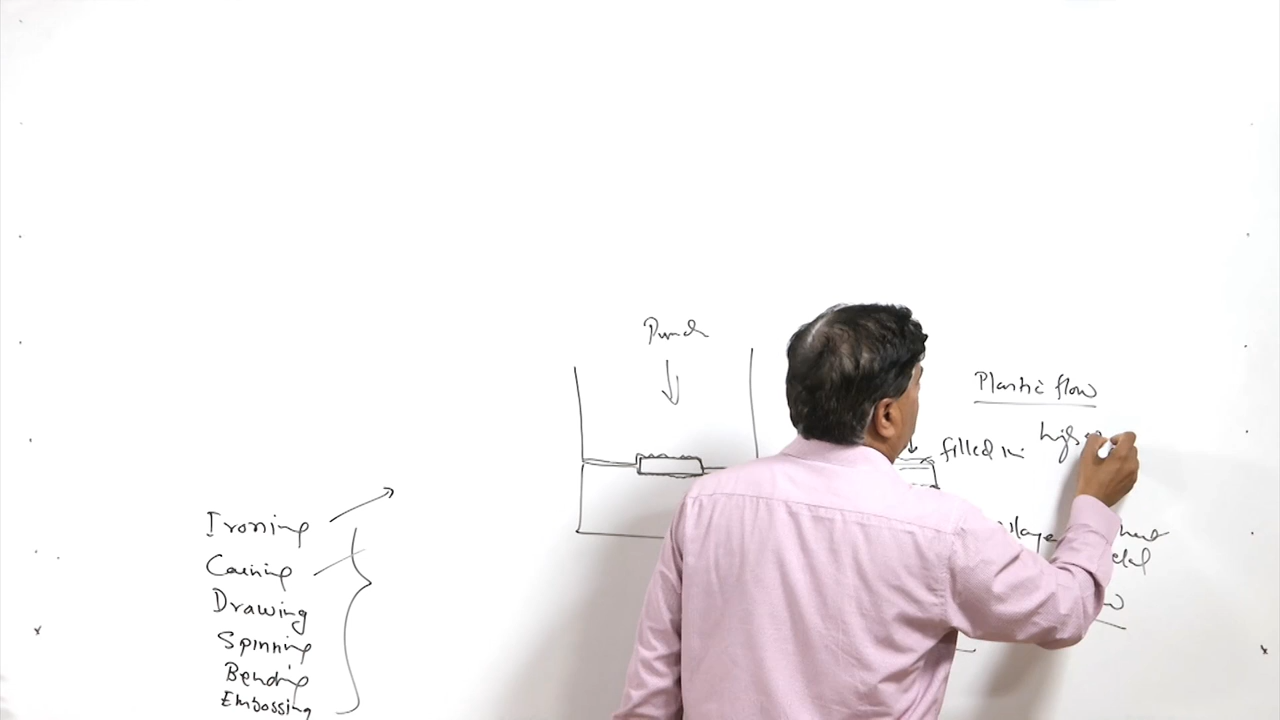 Punch
Plastic flow
filled in
Ironing
Coining
Drawing
Spinning
Bending
Embossing